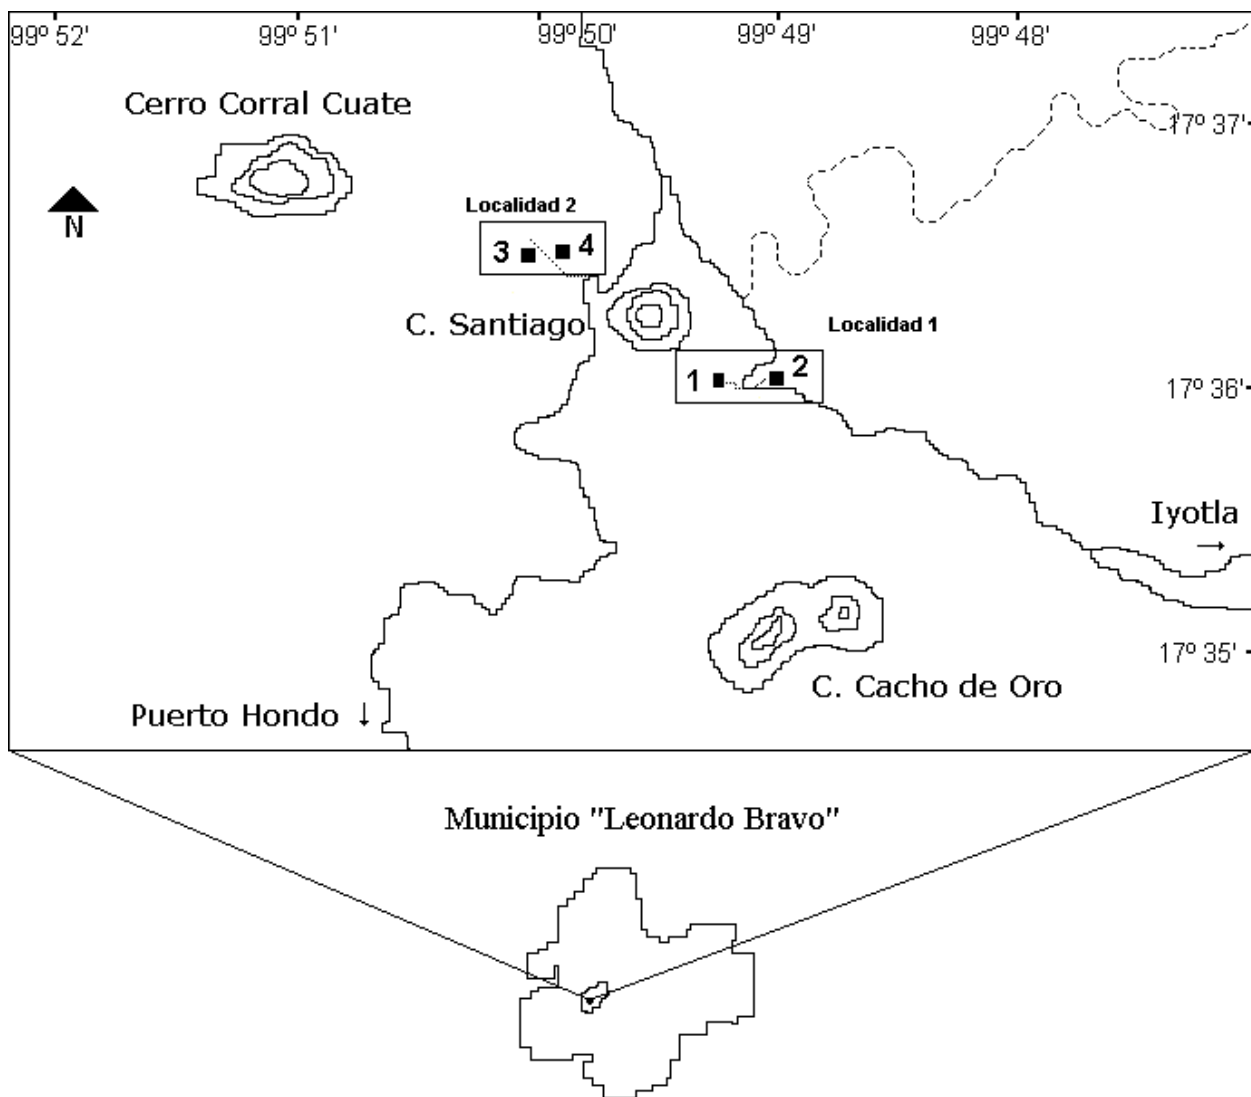 99º 52'
99º 51'
99º 50'
99º 49'
99º 48'
Cerro Corral Cuate
17º 37'
N
Localidad 2
3
4
C. Santiago
Localidad 1
1
2
17º 36'
Iyotla
→
17º 35'
C. Cacho de Oro
Puerto Hondo ↓
Municipio "Leonardo Bravo"